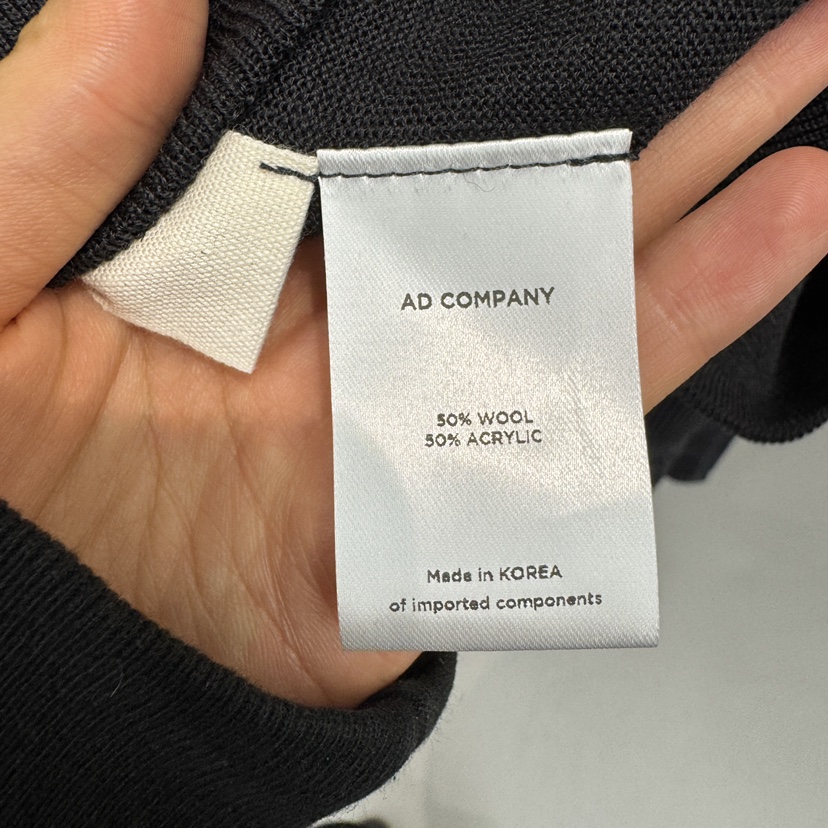 AD COMPANY
50% WOOL
50% ACRYLIC
Made in KOREA
of imported components